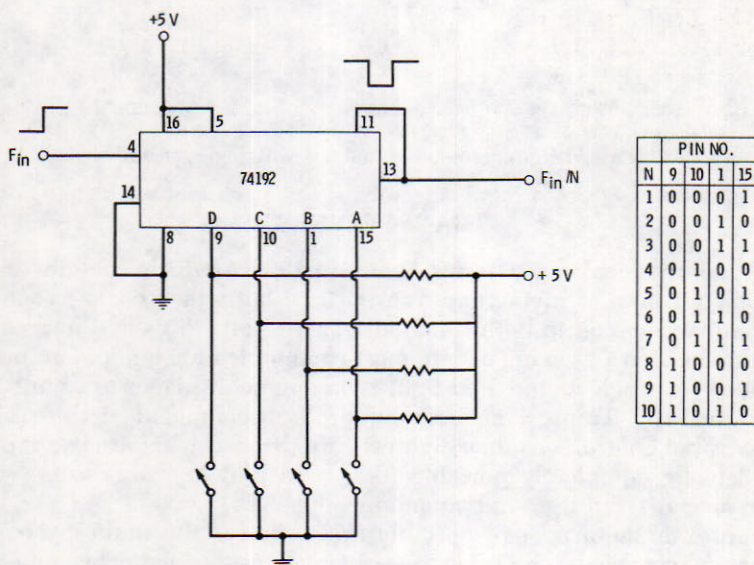 +5 V
16 5 11
Fin 4 74192 13 Fin /N
14
D C B A
8 9 10 1 15
+ 5 V
PIN NO.
N 9 10 1 15
1 0 0 0 1
2 0 0 1 0
3 0 0 1 1
4 0 1 0 0
5 0 1 0 1
6 0 1 1 0
7 0 1 1 1
8 1 0 0 0
9 1 0 0 1
10 1 0 1 0